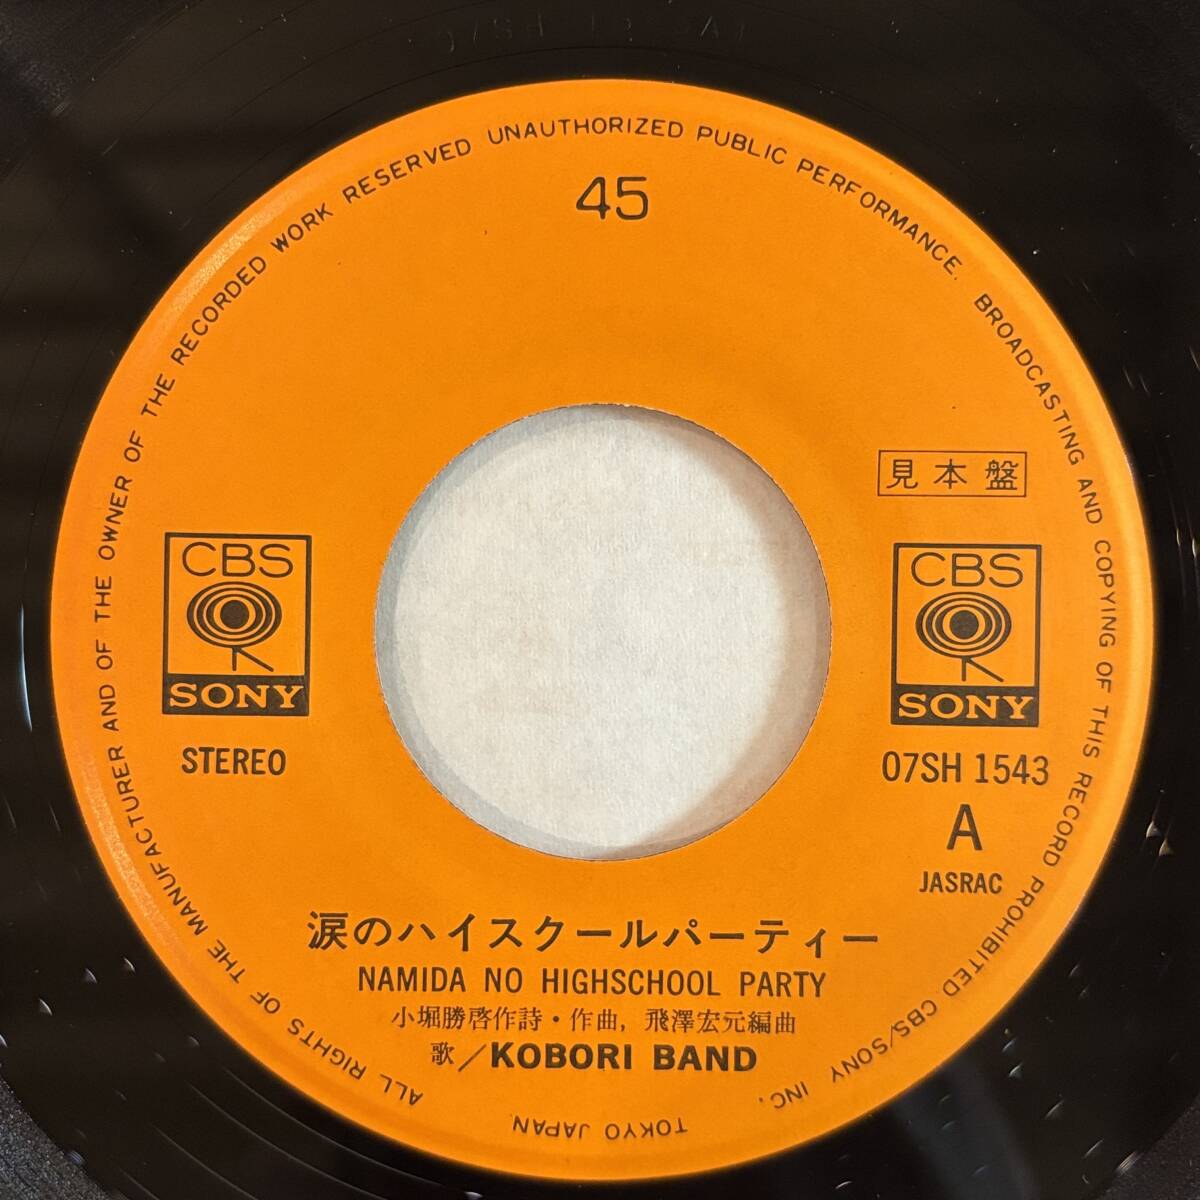 ALL RIGHTS OF THE MANUFACTURER AND OF THE OWNER OF THE RECORDED WORK RESERVED UNAUTHORIZED PUBLIC PERFORMANCE. BROADCASTING AND COPYING OF THIS RECORD PROHIBITED CBS/SONY INC.
TOKYO JAPAN
45
見本盤
CBS
SONY
STEREO
CBS
SONY
07SH 1543
A
JASRAC
涙のハイスクールパーティー
NAMIDA NO HIGHSCHOOL PARTY
小堀勝啓作詩・作曲, 飛澤宏元編曲
歌/KOBORI BAND